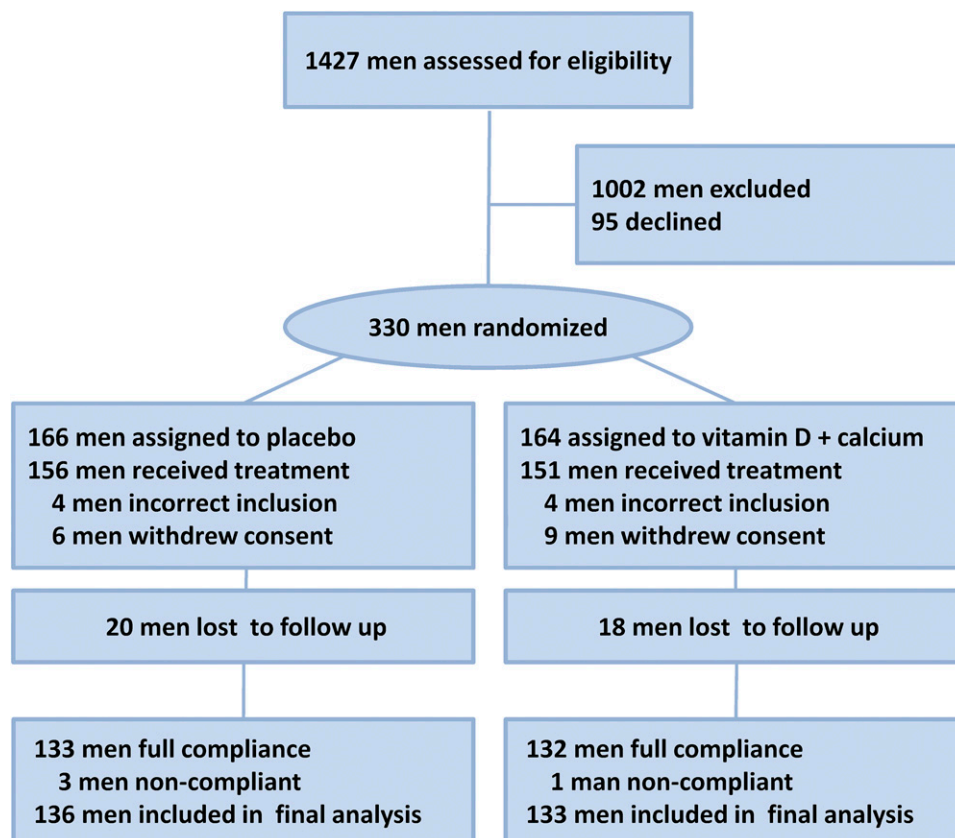 1427 men assessed for eligibility
1002 men excluded
95 declined
330 men randomized
166 men assigned to placebo
156 men received treatment
4 men incorrect inclusion
6 men withdrew consent
164 assigned to vitamin D + calcium
151 men received treatment
4 men incorrect inclusion
9 men withdrew consent
20 men lost to follow up
18 men lost to follow up
133 men full compliance
3 men non-compliant
136 men included in final analysis
132 men full compliance
1 man non-compliant
133 men included in final analysis